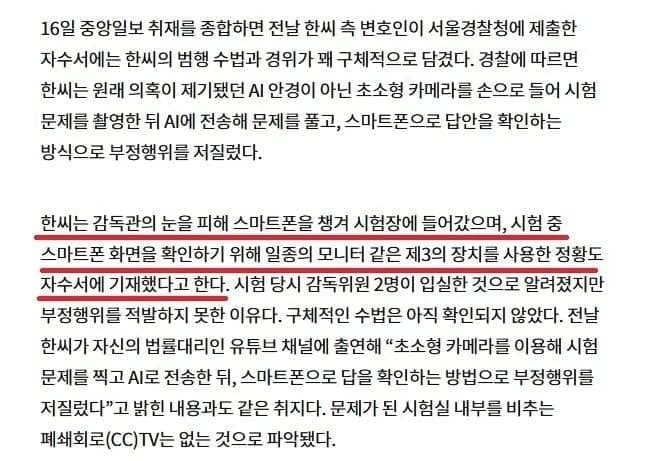 16일 중앙일보 취재를 종합하면 전날 한씨 측 변호인이 서울경찰청에 제출한
자수서에는 한씨의 범행 수법과 경위가 꽤 구체적으로 담겼다. 경찰에 따르면
한씨는 원래 의혹이 제기됐던 AI 안경이 아닌 초소형 카메라를 손으로 들어 시험
문제를 촬영한 뒤 AI에 전송해 문제를 풀고, 스마트폰으로 답안을 확인하는
방식으로 부정행위를 저질렀다.
한씨는 감독관의 눈을 피해 스마트폰을 챙겨 시험장에 들어갔으며, 시험 중
스마트폰 화면을 확인하기 위해 일종의 모니터 같은 제3의 장치를 사용한 정황도
자수서에 기재했다고 한다. 시험 당시 감독위원 2명이 입실한 것으로 알려졌지만
부정행위를 적발하지 못한 이유다. 구체적인 수법은 아직 확인되지 않았다. 전날
한씨가 자신의 법률대리인 유튜브 채널에 출연해 “초소형 카메라를 이용해 시험
문제를 찍고 AI로 전송한 뒤, 스마트폰으로 답을 확인하는 방법으로 부정행위를
저질렀다”고 밝힌 내용과도 같은 취지다. 문제가 된 시험실 내부를 비추는
폐쇄회로(CC)TV는 없는 것으로 파악됐다.